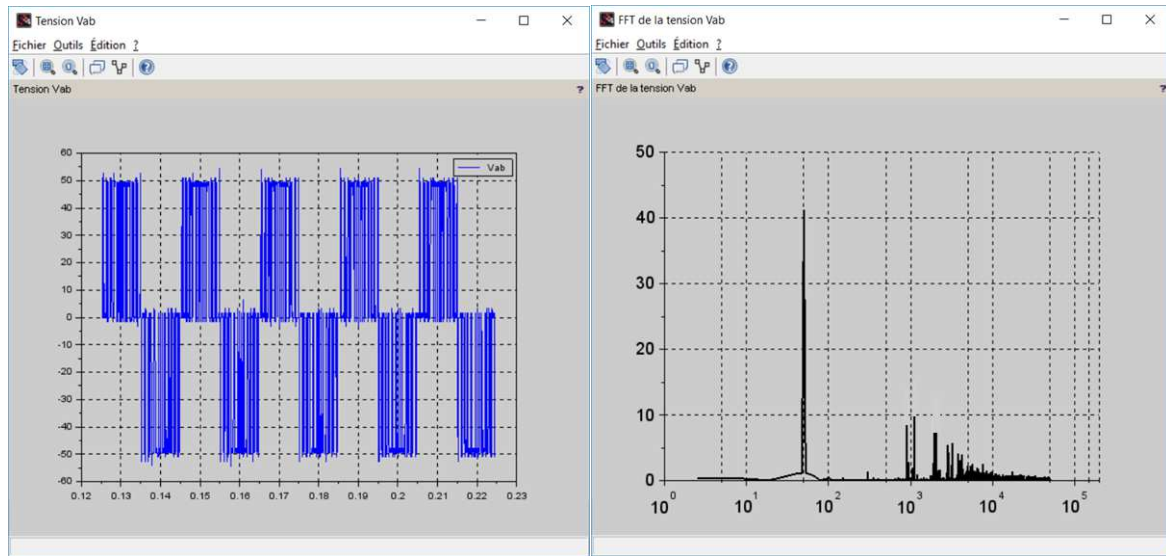 Tension Vab
Fichier Outils Édition ?
Tension Vab ?
Vab
60
50
40
30
20
10
0
-10
-20
-30
-40
-50
-60
0.12 0.13 0.14 0.15 0.16 0.17 0.18 0.19 0.2 0.21 0.22 0.23
FFT de la tension Vab
Fichier Outils Édition ?
FFT de la tension Vab ?
50
40
30
20
10
0
10^0 10^1 10^2 10^3 10^4 10^5